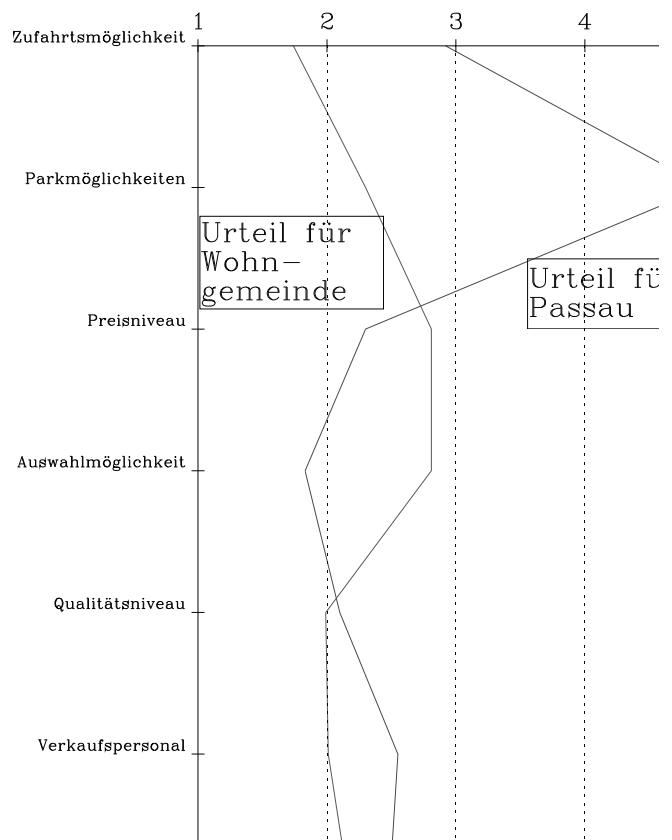 1 2 3 4
Zufahrtsmöglichkeit
Parkmöglichkeiten
Urteil für
Wohn-
gemeinde
Urteil fü
Passau
Preisniveau
Auswahlmöglichkeit
Qualitätsniveau
Verkaufspersonal